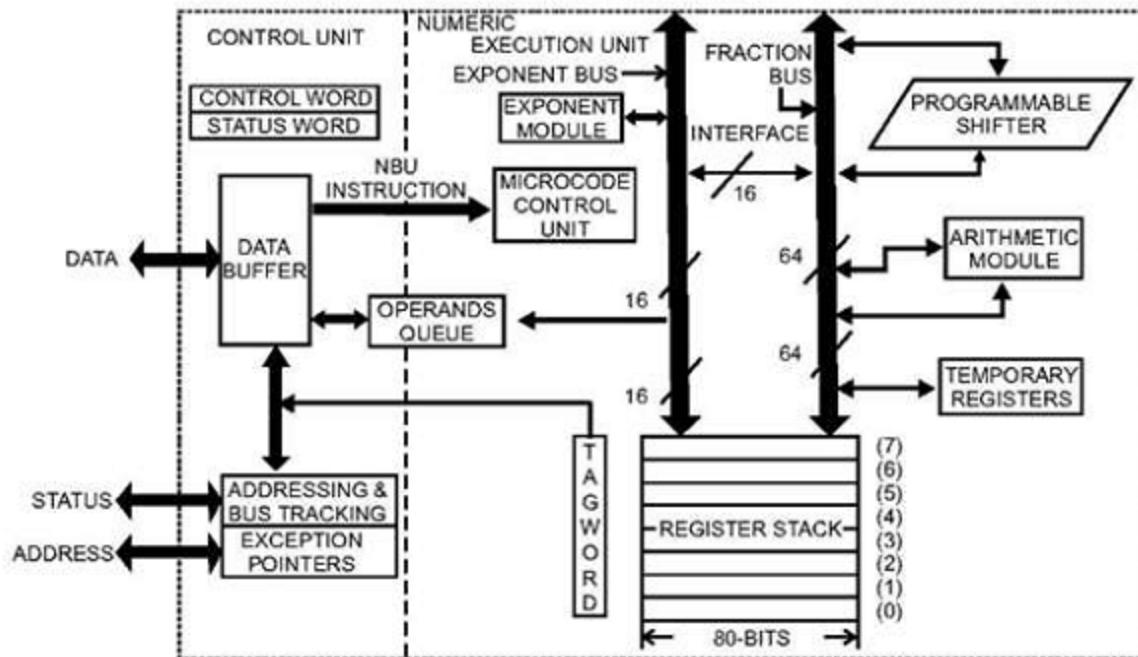 CONTROL UNIT
NUMERIC
EXECUTION UNIT
EXPONENT BUS
FRACTION
BUS
CONTROL WORD
STATUS WORD
EXPONENT
MODULE
PROGRAMMABLE
SHIFTER
INTERFACE
16
NBU
INSTRUCTION
MICROCODE
CONTROL
UNIT
DATA
DATA
BUFFER
64
ARITHMETIC
MODULE
16
OPERANDS
QUEUE
64
16
TEMPORARY
REGISTERS
TAGWORD
(7)
(6)
(5)
(4)
REGISTER STACK
(3)
(2)
(1)
(0)
STATUS
ADDRESSING &
BUS TRACKING
ADDRESS
EXCEPTION
POINTERS
80-BITS